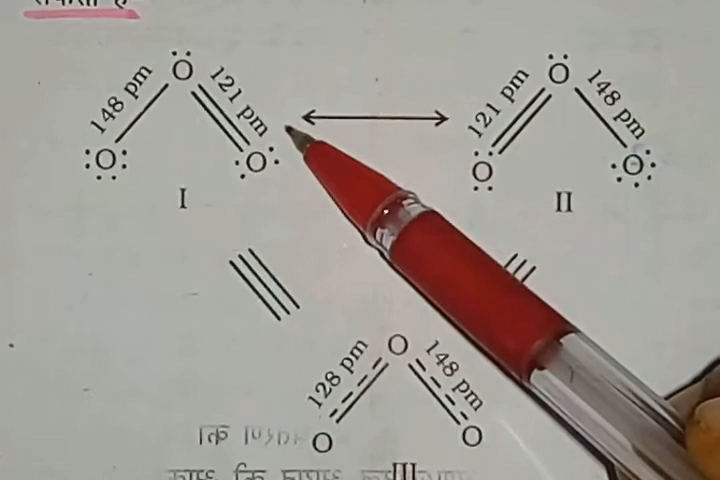 148 pm O 121 pm
O O
I
121 pm O 148 pm
O O
II
128 pm O 148 pm
O O
III